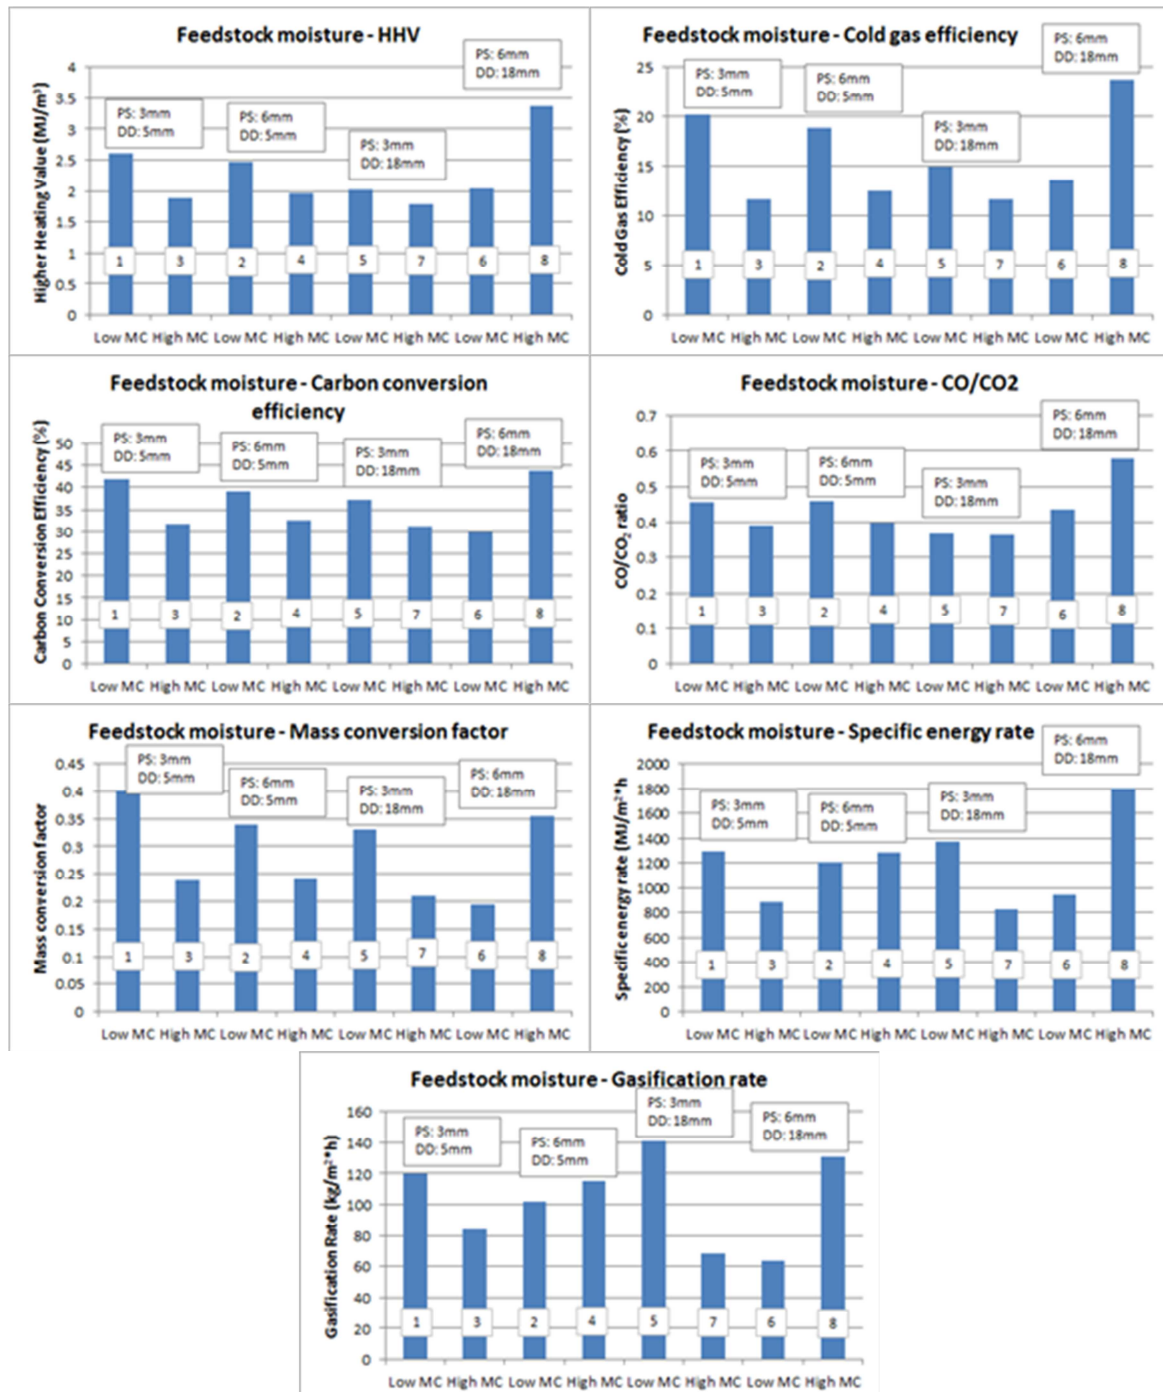 Feedstock moisture - HHV
PS: 6mm
DD: 18mm
PS: 3mm
DD: 5mm
PS: 6mm
DD: 5mm
PS: 3mm
DD: 18mm
Higher Heating Value (MJ/m³)
4
3.5
3
2.5
2
1.5
1
0.5
0
1 3 2 4 5 7 6 8
Low MC High MC Low MC High MC Low MC High MC Low MC High MC
Feedstock moisture - Cold gas efficiency
PS: 6mm
DD: 18mm
PS: 3mm
DD: 5mm
PS: 6mm
DD: 5mm
PS: 3mm
DD: 18mm
Cold Gas Efficiency (%)
25
20
15
10
5
0
1 3 2 4 5 7 6 8
Low MC High MC Low MC High MC Low MC High MC Low MC High MC
Feedstock moisture - Carbon conversion
efficiency
PS: 3mm
DD: 5mm
PS: 6mm
DD: 5mm
PS: 3mm
DD: 18mm
PS: 6mm
DD: 18mm
Carbon Conversion Efficiency (%)
50
45
40
35
30
25
20
15
10
5
0
1 3 2 4 5 7 6 8
Low MC High MC Low MC High MC Low MC High MC Low MC High MC
Feedstock moisture - CO/CO2
PS: 6mm
DD: 18mm
PS: 3mm
DD: 5mm
PS: 6mm
DD: 5mm
PS: 3mm
DD: 18mm
CO/CO₂ ratio
0.7
0.6
0.5
0.4
0.3
0.2
0.1
0
1 3 2 4 5 7 6 8
Low MC High MC Low MC High MC Low MC High MC Low MC High MC
Feedstock moisture - Mass conversion factor
PS: 3mm
DD: 5mm
PS: 6mm
DD: 5mm
PS: 3mm
DD: 18mm
PS: 6mm
DD: 18mm
Mass conversion factor
0.45
0.4
0.35
0.3
0.25
0.2
0.15
0.1
0.05
0
1 3 2 4 5 7 6 8
Low MC High MC Low MC High MC Low MC High MC Low MC High MC
Feedstock moisture - Specific energy rate
PS: 6mm
DD: 18mm
PS: 3mm
DD: 5mm
PS: 6mm
DD: 5mm
PS: 3mm
DD: 18mm
Specific energy rate (MJ/m²*h)
2000
1800
1600
1400
1200
1000
800
600
400
200
0
1 3 2 4 5 7 6 8
Low MC High MC Low MC High MC Low MC High MC Low MC High MC
Feedstock moisture - Gasification rate
PS: 3mm
DD: 5mm
PS: 6mm
DD: 5mm
PS: 3mm
DD: 18mm
PS: 6mm
DD: 18mm
Gasification Rate (kg/m²*h)
160
140
120
100
80
60
40
20
0
1 3 2 4 5 7 6 8
Low MC High MC Low MC High MC Low MC High MC Low MC High MC